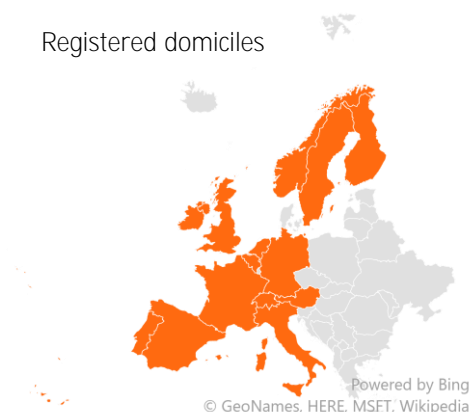 Registered domiciles
Powered by Bing
© GeoNames, HERE, MSFT, Wikipedia